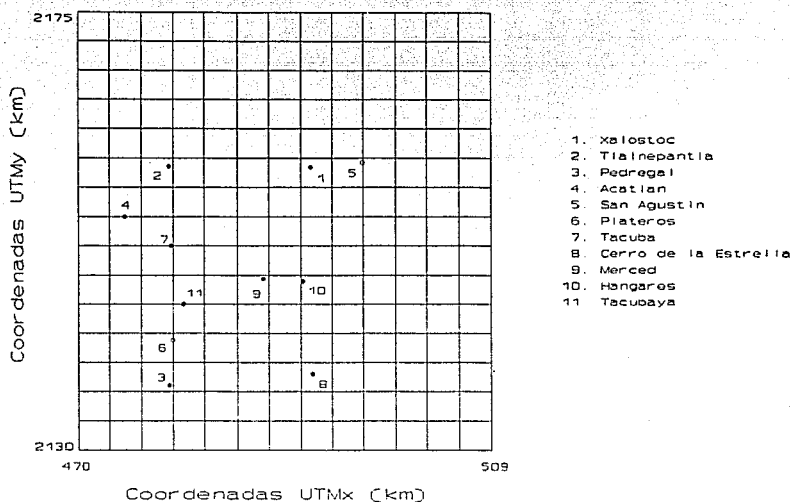 2175
Coordenadas UTMy (km)
1. Xalostoc
2. Tlalnepantla
3. Pedregal
4. Acatlan
5. San Agustin
6. Plateros
7. Tacuba
8. Cerro de la Estrella
9. Merced
10. Hangaros
11 Tacubaya
2
1
5
4
7
11
9
10
6
3
8
2130
470
509
Coordenadas UTMx (km)